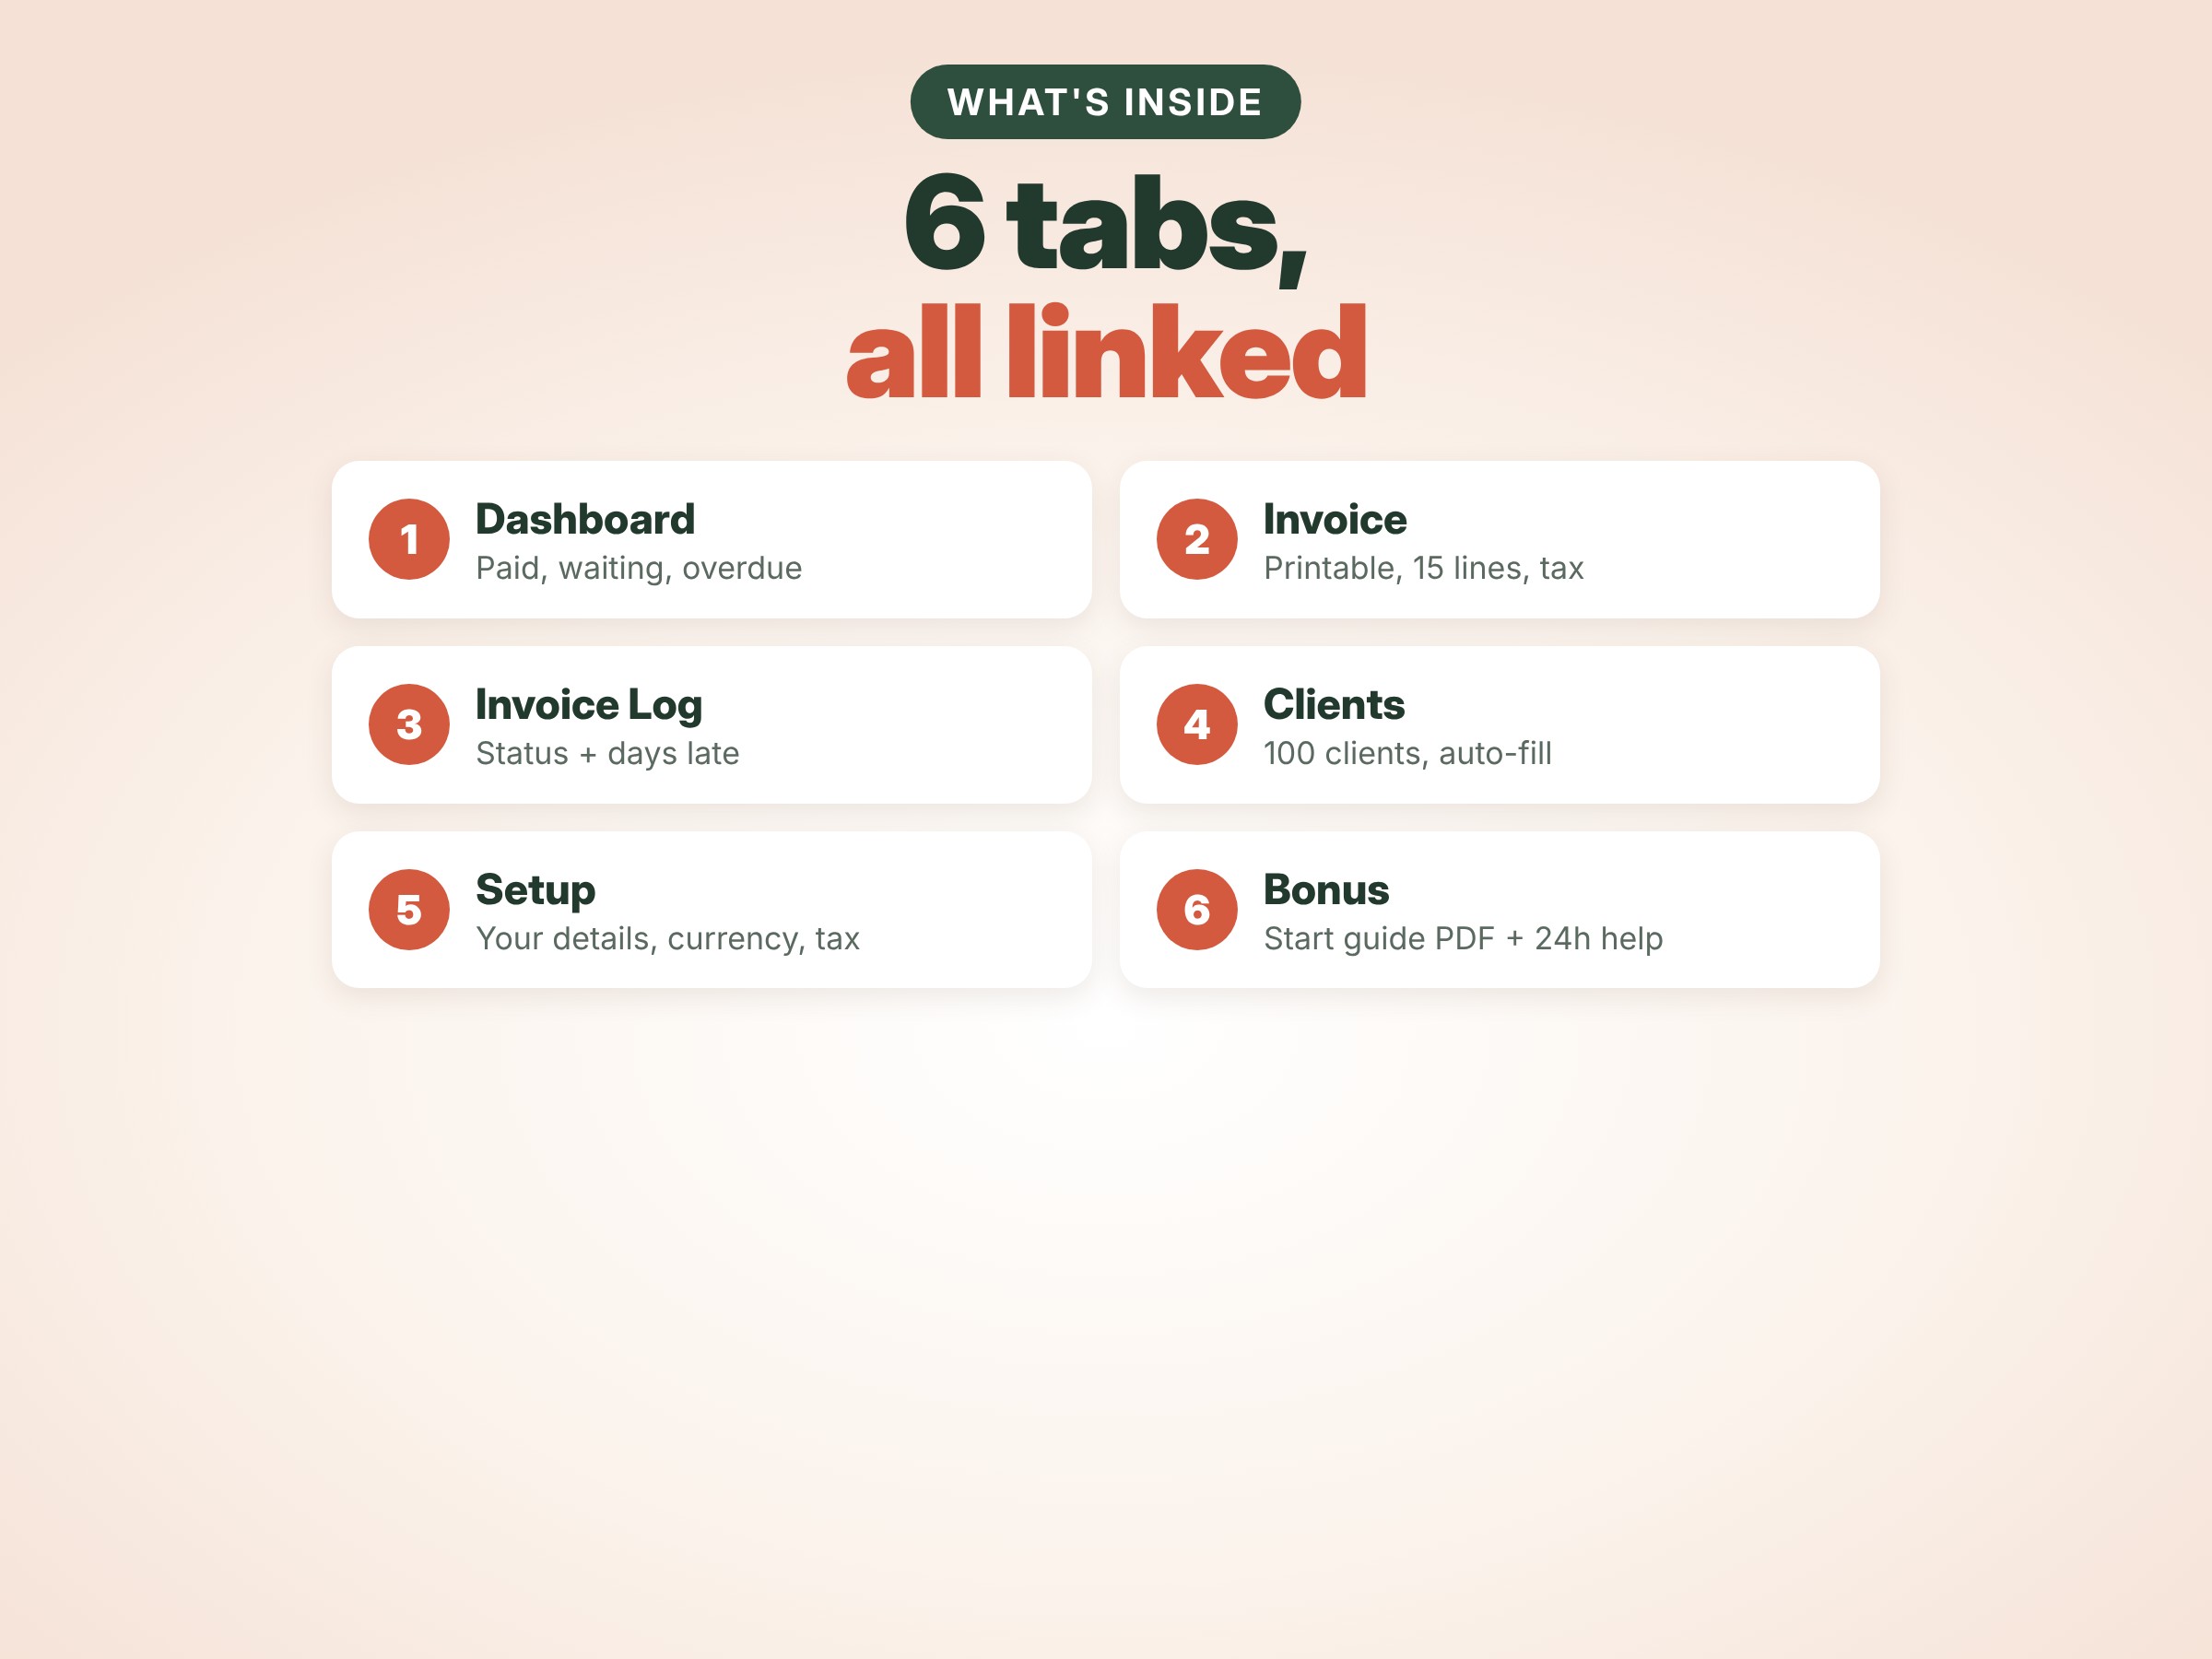 WHAT'S INSIDE
6 tabs,
all linked
1
Dashboard
Paid, waiting, overdue
2
Invoice
Printable, 15 lines, tax
3
Invoice Log
Status + days late
4
Clients
100 clients, auto-fill
5
Setup
Your details, currency, tax
6
Bonus
Start guide PDF + 24h help